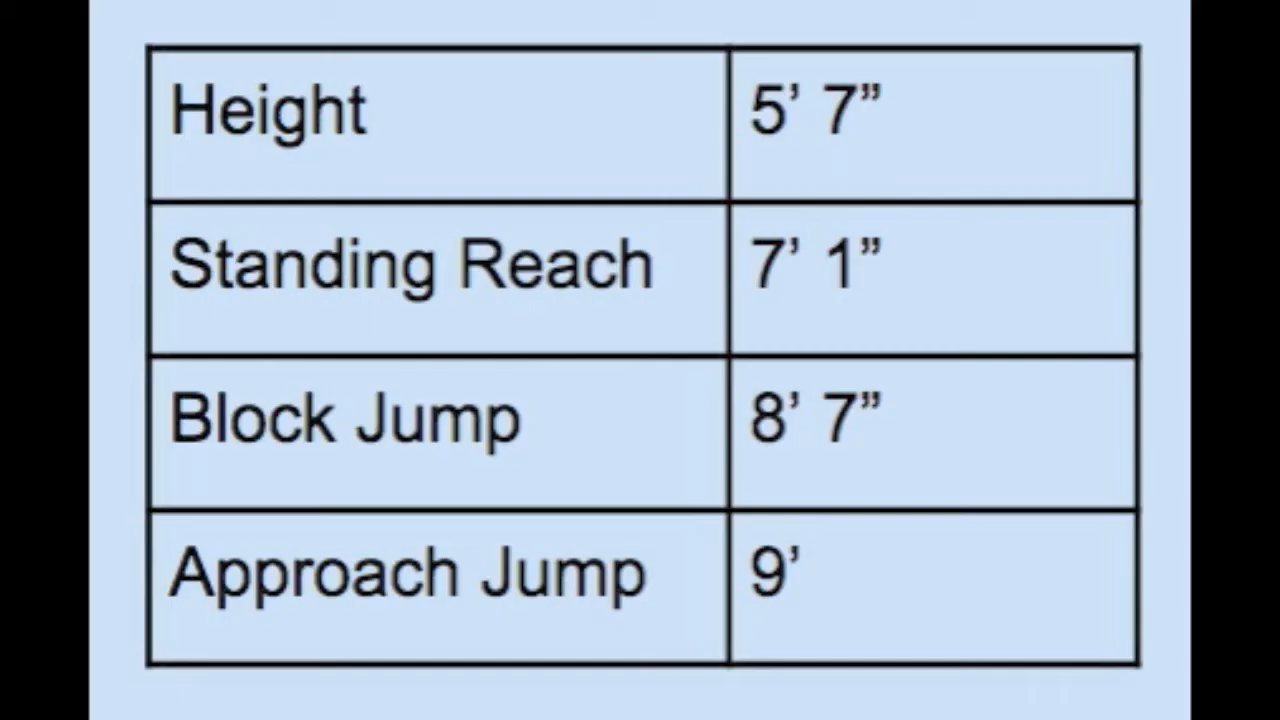 Height 5’ 7”
Standing Reach 7’ 1”
Block Jump 8’ 7”
Approach Jump 9’